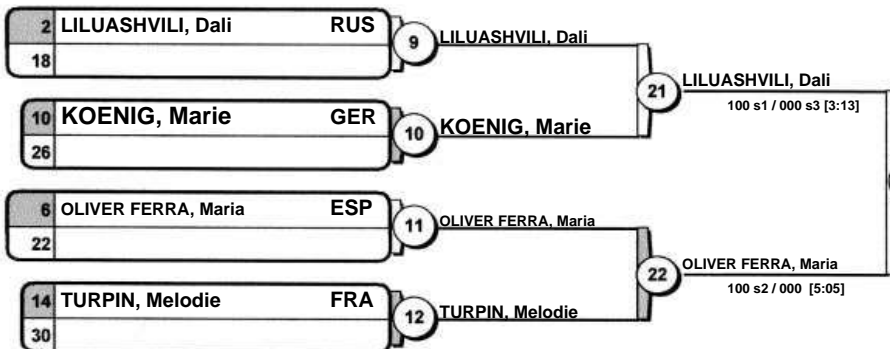 2 LILUASHVILI, Dali RUS
18
9
LILUASHVILI, Dali
10 KOENIG, Marie GER
26
10
KOENIG, Marie
21
LILUASHVILI, Dali
100 s1 / 000 s3 [3:13]
6 OLIVER FERRA, Maria ESP
22
11
OLIVER FERRA, Maria
14 TURPIN, Melodie FRA
30
12
TURPIN, Melodie
22
OLIVER FERRA, Maria
100 s2 / 000 [5:05]